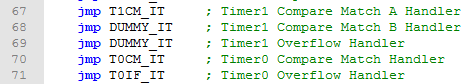 67 jmp T1CM_IT ; Timer1 Compare Match A Handler
68 jmp DUMMY_IT ; Timer1 Compare Match B Handler
69 jmp DUMMY_IT ; Timer1 Overflow Handler
70 jmp T0CM_IT ; Timer0 Compare Match Handler
71 jmp T0IF_IT ; Timer0 Overflow Handler